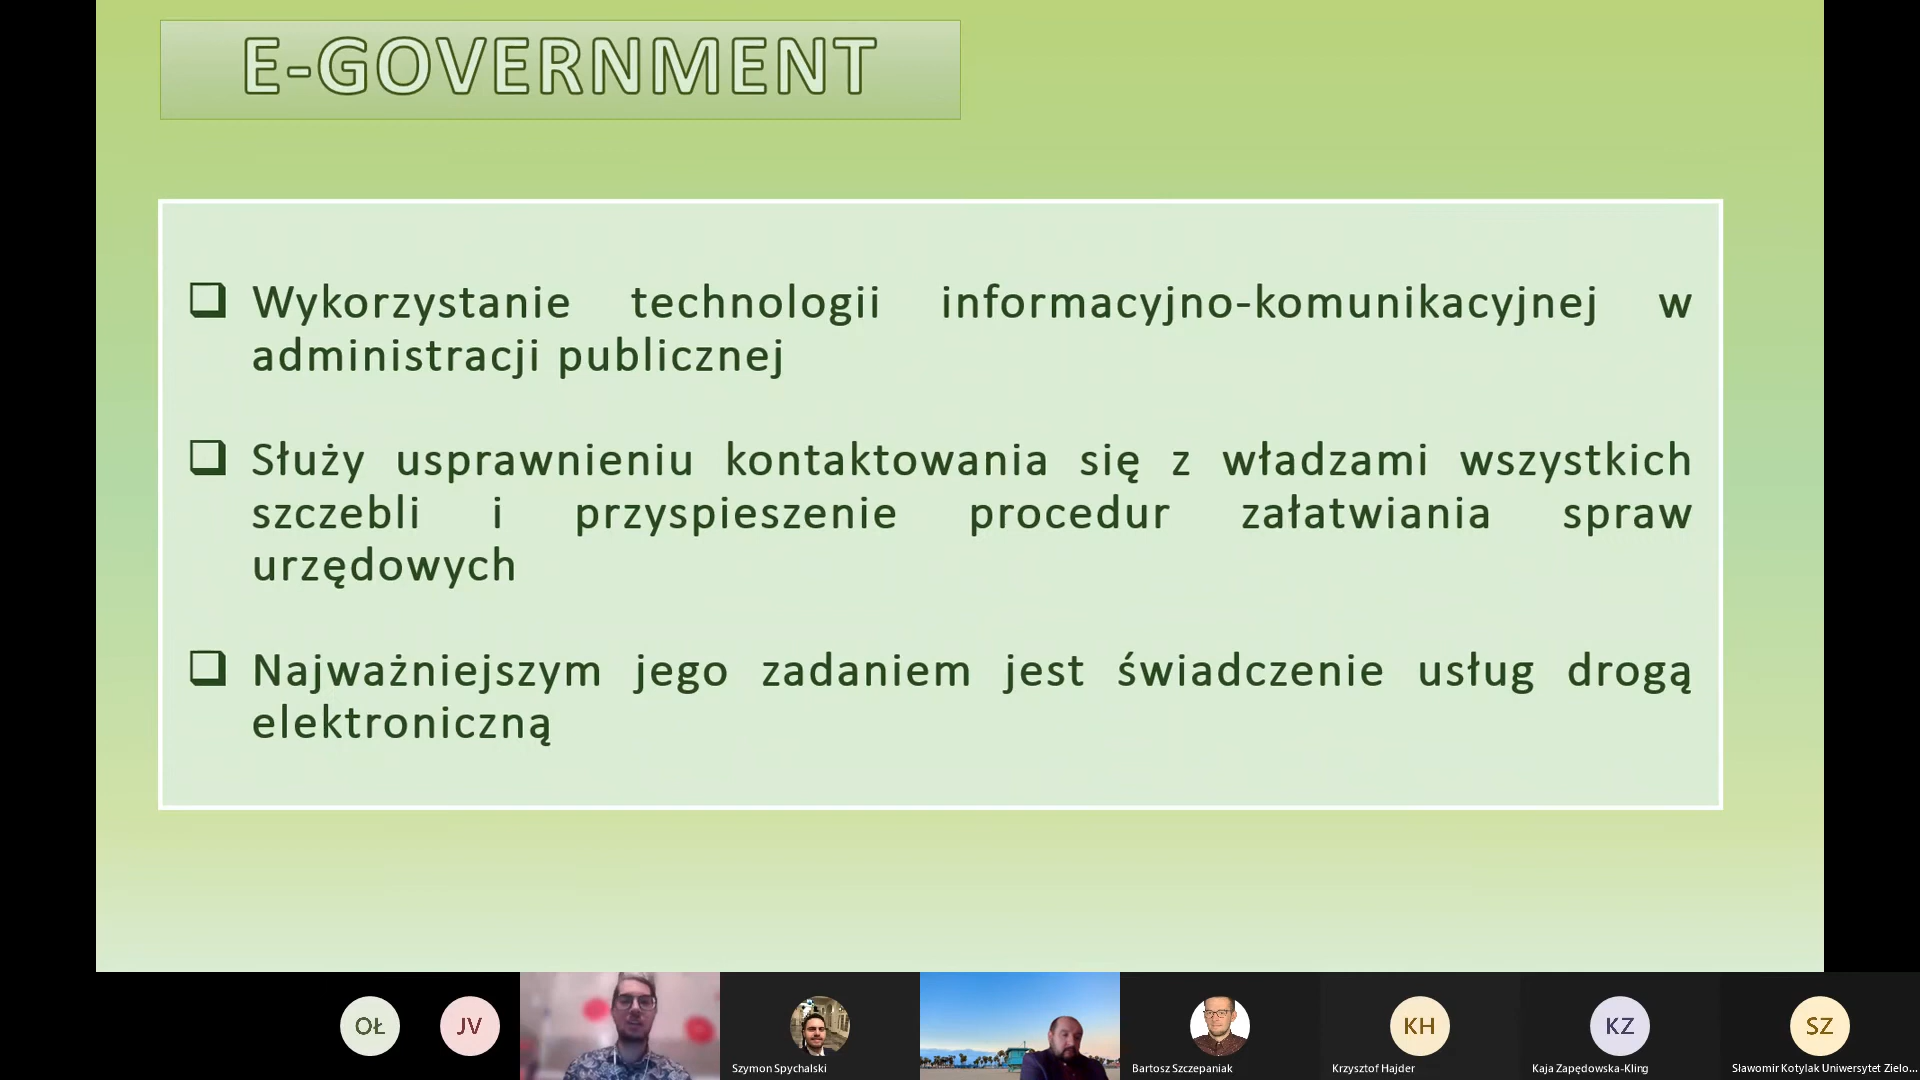 E-GOVERNMENT
Wykorzystanie technologii informacyjno-komunikacyjnej w
administracji publicznej
Służy usprawnieniu kontaktowania się z władzami wszystkich
szczebli i przyspieszenie procedur załatwiania spraw
urzędowych
Najważniejszym jego zadaniem jest świadczenie usług drogą
elektroniczną
OŁ
JV
KH
KZ
SZ
Szymon Spychalski
Bartosz Szczepaniak
Krzysztof Hajder
Kaja Zapędowska-Kling
Sławomir Kotylak Uniwersytet Zielo...